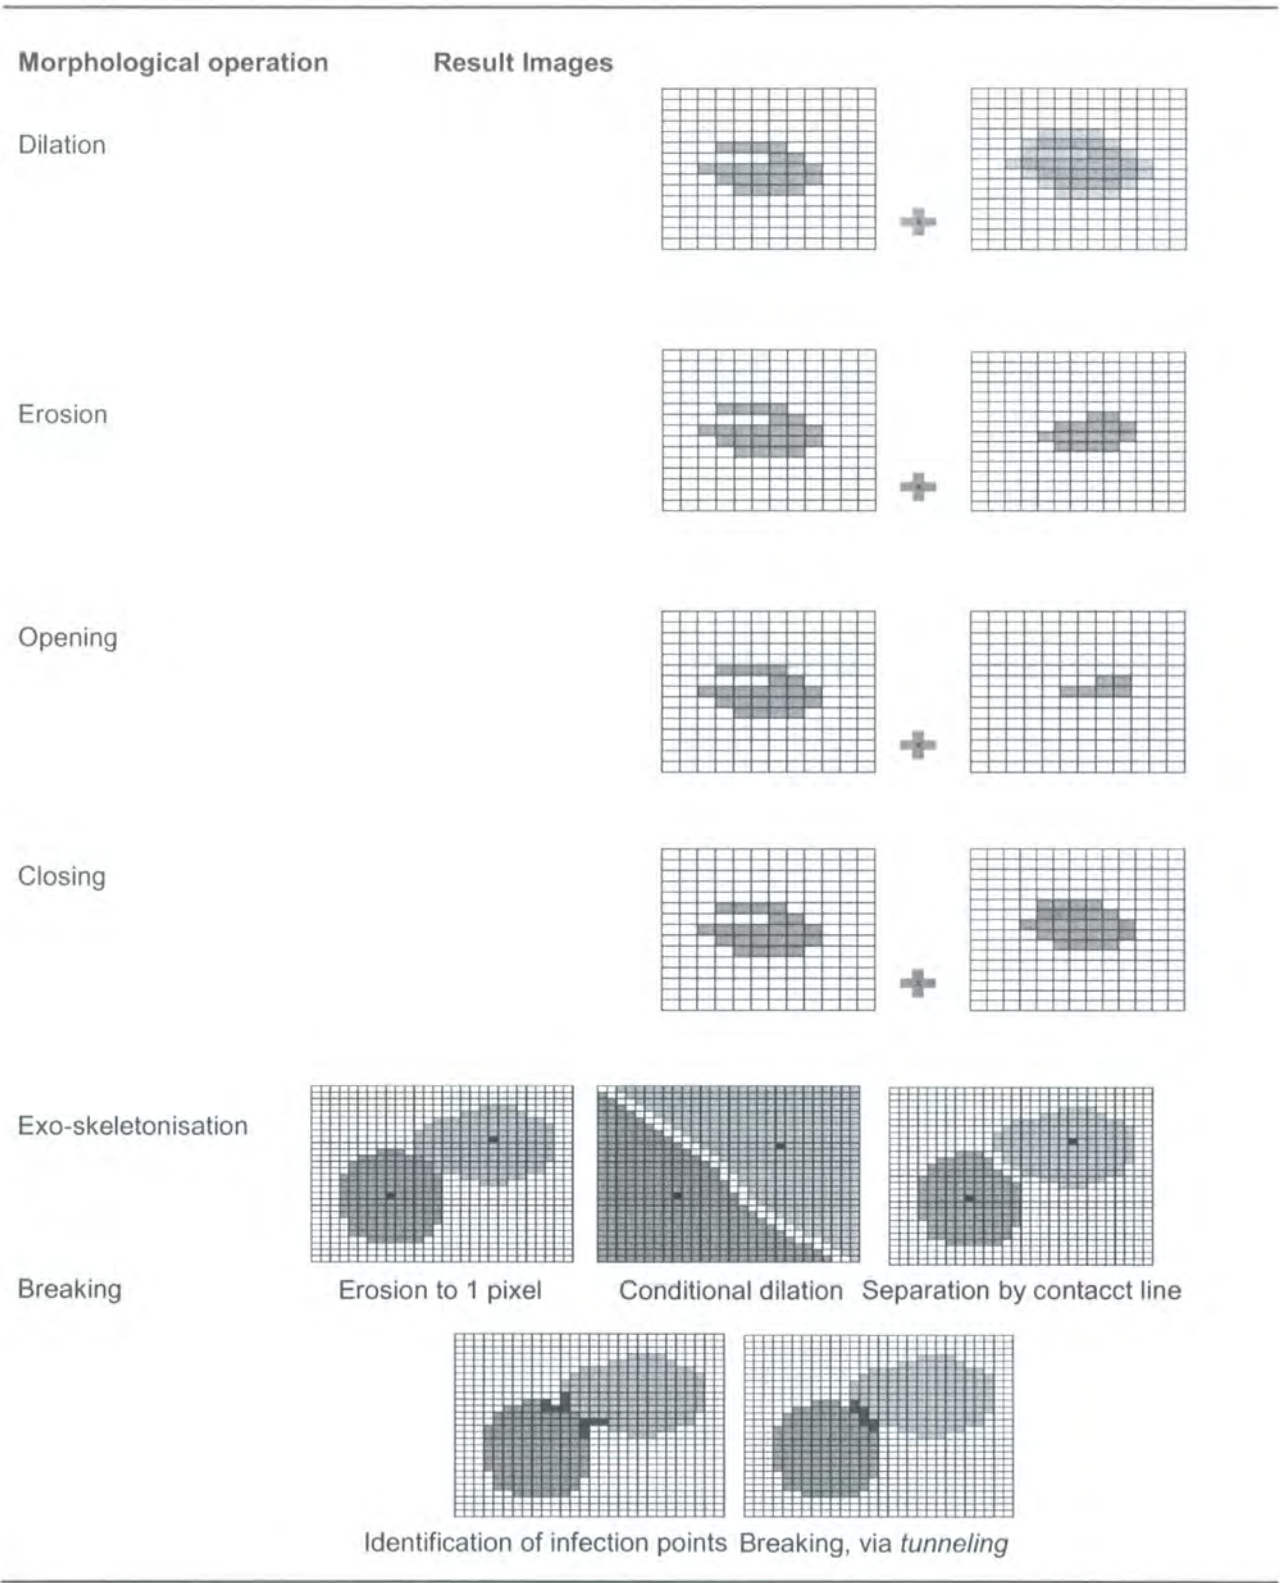 Morphological operation Result Images
Dilation
Erosion
Opening
Closing
Exo-skeletonisation
Breaking
Erosion to 1 pixel Conditional dilation Separation by contacct line
Identification of infection points Breaking, via tunneling